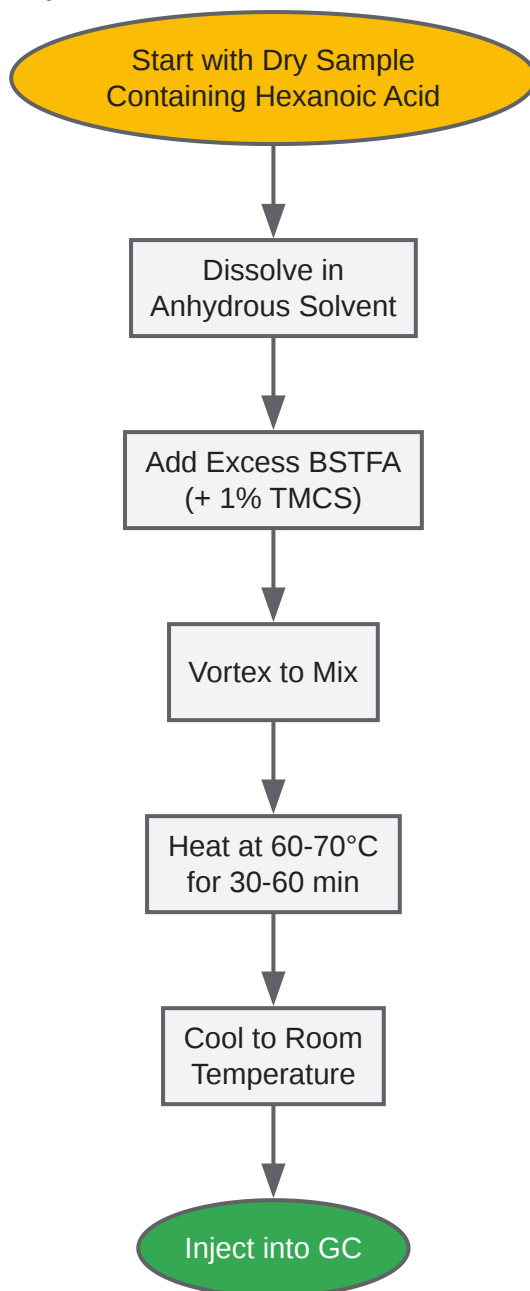 Start with Dry Sample
Containing Hexanoic Acid
Dissolve in
Anhydrous Solvent
Add Excess BSTFA
(+ 1% TMCS)
Vortex to Mix
Heat at 60-70°C
for 30-60 min
Cool to Room
Temperature
Inject into GC